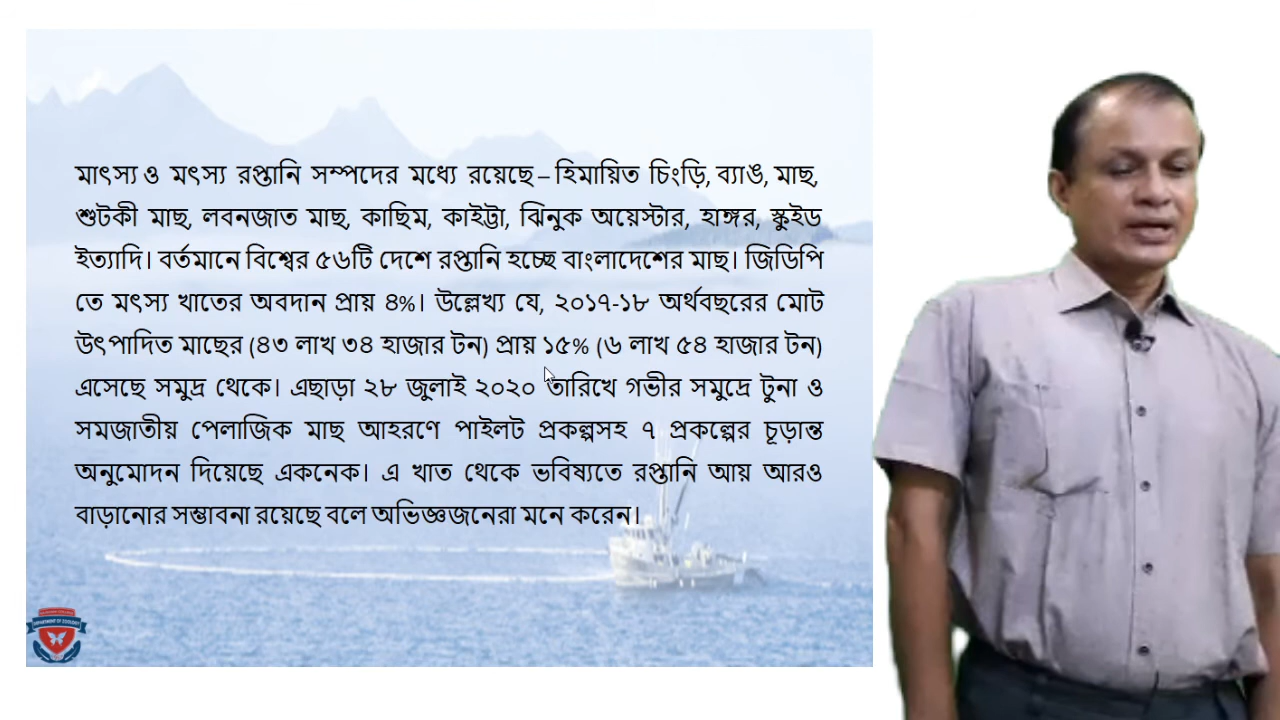 মাৎস্য ও মৎস্য রপ্তানি সম্পদের মধ্যে রয়েছে – হিমায়িত চিংড়ি, ব্যাঙ, মাছ,
শুটকী মাছ, লবনজাত মাছ, কাছিম, কাইট্টা, ঝিনুক অয়েস্টার, হাঙ্গর, স্কুইড
ইত্যাদি। বর্তমানে বিশ্বের ৫৬টি দেশে রপ্তানি হচ্ছে বাংলাদেশের মাছ। জিডিপি
তে মৎস্য খাতের অবদান প্রায় ৪%। উল্লেখ্য যে, ২০১৭-১৮ অর্থবছরের মোট
উৎপাদিত মাছের (৪৩ লাখ ৩৪ হাজার টন) প্রায় ১৫% (৬ লাখ ৫৪ হাজার টন)
এসেছে সমুদ্র থেকে। এছাড়া ২৮ জুলাই ২০২০ তারিখে গভীর সমুদ্রে টুনা ও
সমজাতীয় পেলাজিক মাছ আহরণে পাইলট প্রকল্পসহ ৭ প্রকল্পের চূড়ান্ত
অনুমোদন দিয়েছে একনেক। এ খাত থেকে ভবিষ্যতে রপ্তানি আয় আরও
বাড়ানোর সম্ভাবনা রয়েছে বলে অভিজ্ঞজনেরা মনে করেন।
DEPARTMENT OF ZOOLOGY